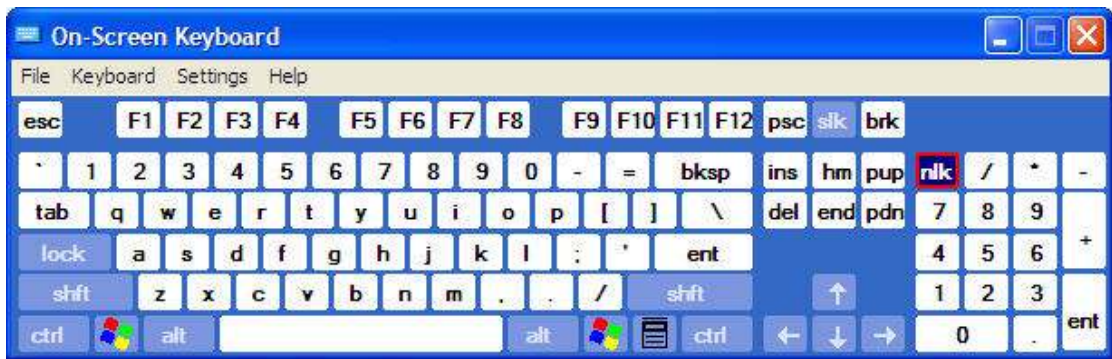 On-Screen Keyboard
File Keyboard Settings Help
esc F1 F2 F3 F4 F5 F6 F7 F8 F9 F10 F11 F12 psc slk brk
` 1 2 3 4 5 6 7 8 9 0 - = bksp ins hm pup nlk / * -
tab q w e r t y u i o p [ ] \ del end pdn 7 8 9 +
lock a s d f g h j k l ; ' ent 4 5 6
shft z x c v b n m , . / shft ↑ 1 2 3 ent
ctrl alt alt ctrl ← ↓ → 0 .